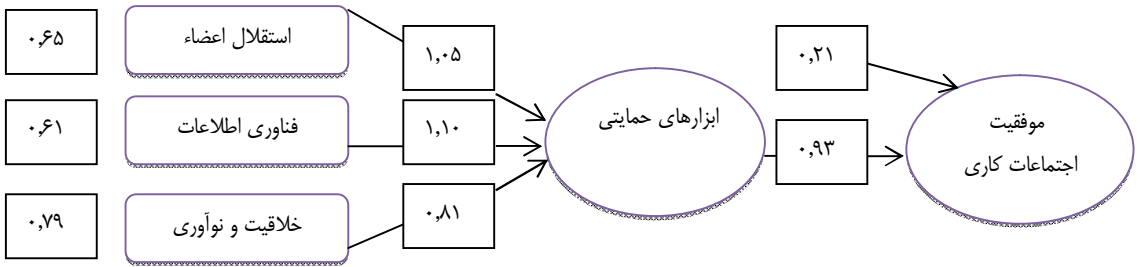 ۰٫۶۵
استقلال اعضاء
۱٫۰۵
۰٫۲۱
ابزارهای حمایتی
موفقیت
اجتماعات کاری
۰٫۶۱
فناوری اطلاعات
۱٫۱۰
۰٫۹۳
۰٫۷۹
خلاقیت و نوآوری
۰٫۸۱